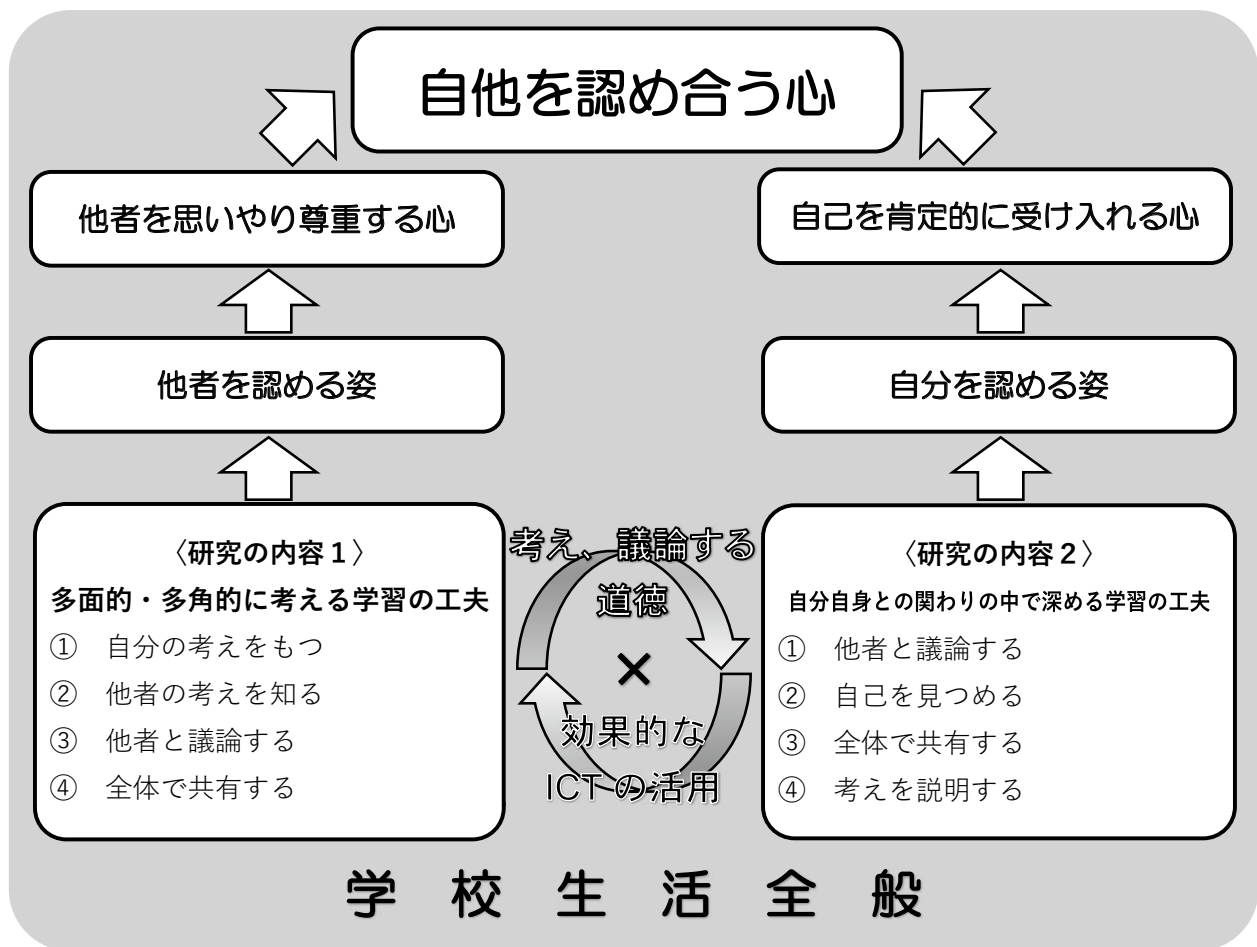 自他を認め合う心
他者を思いやり尊重する心
自己を肯定的に受け入れる心
他者を認める姿
自分を認める姿
〈研究の内容1〉
多面的・多角的に考える学習の工夫
① 自分の考えをもつ
② 他者の考えを知る
③ 他者と議論する
④ 全体で共有する
考え、議論する
道徳
×
効果的な
ICTの活用
〈研究の内容2〉
自分自身との関わりの中で深める学習の工夫
① 他者と議論する
② 自己を見つめる
③ 全体で共有する
④ 考えを説明する
学校生活全般